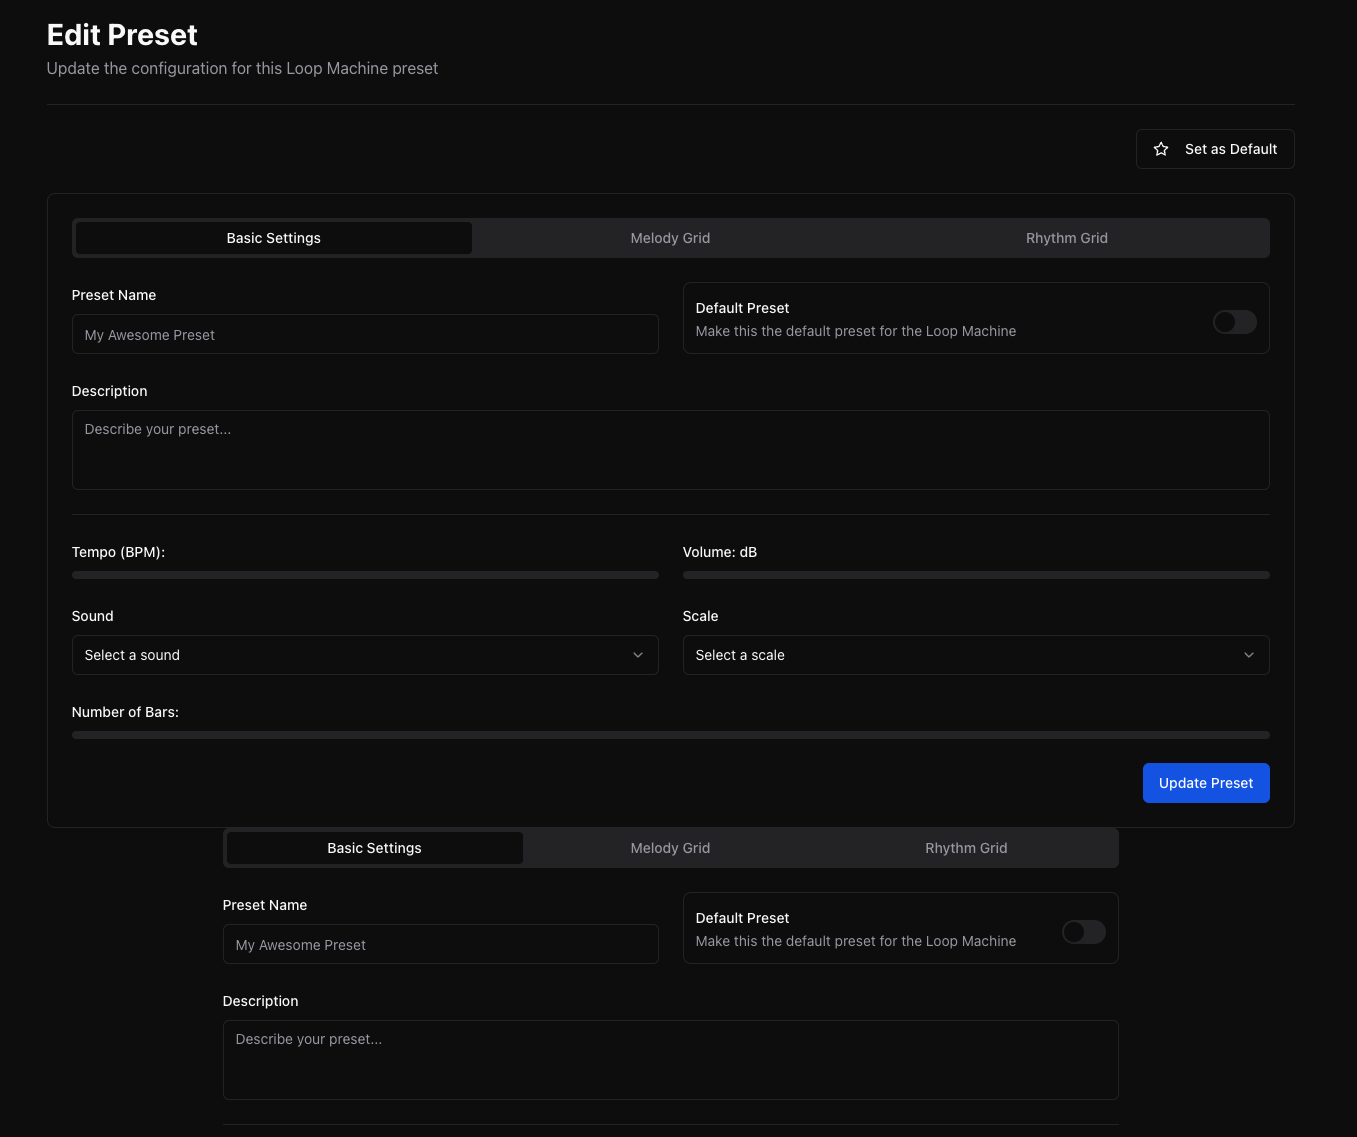 Edit Preset
Update the configuration for this Loop Machine preset
Set as Default
Basic Settings Melody Grid Rhythm Grid
Preset Name
My Awesome Preset
Default Preset
Make this the default preset for the Loop Machine
Description
Describe your preset...
Tempo (BPM):
Volume: dB
Sound
Select a sound
Scale
Select a scale
Number of Bars:
Update Preset
Basic Settings Melody Grid Rhythm Grid
Preset Name
My Awesome Preset
Default Preset
Make this the default preset for the Loop Machine
Description
Describe your preset...